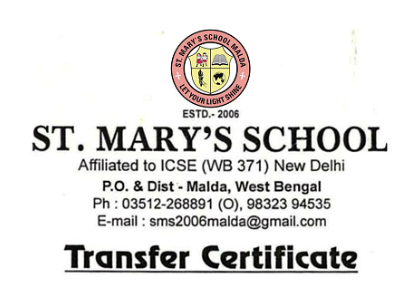 ST. MARY'S SCHOOL MALDA
LET YOUR LIGHT SHINE
ESTD.- 2006
ST. MARY'S SCHOOL
Affiliated to ICSE (WB 371) New Delhi
P.O. & Dist - Malda, West Bengal
Ph : 03512-268891 (O), 98323 94535
E-mail : sms2006malda@gmail.com
Transfer Certificate